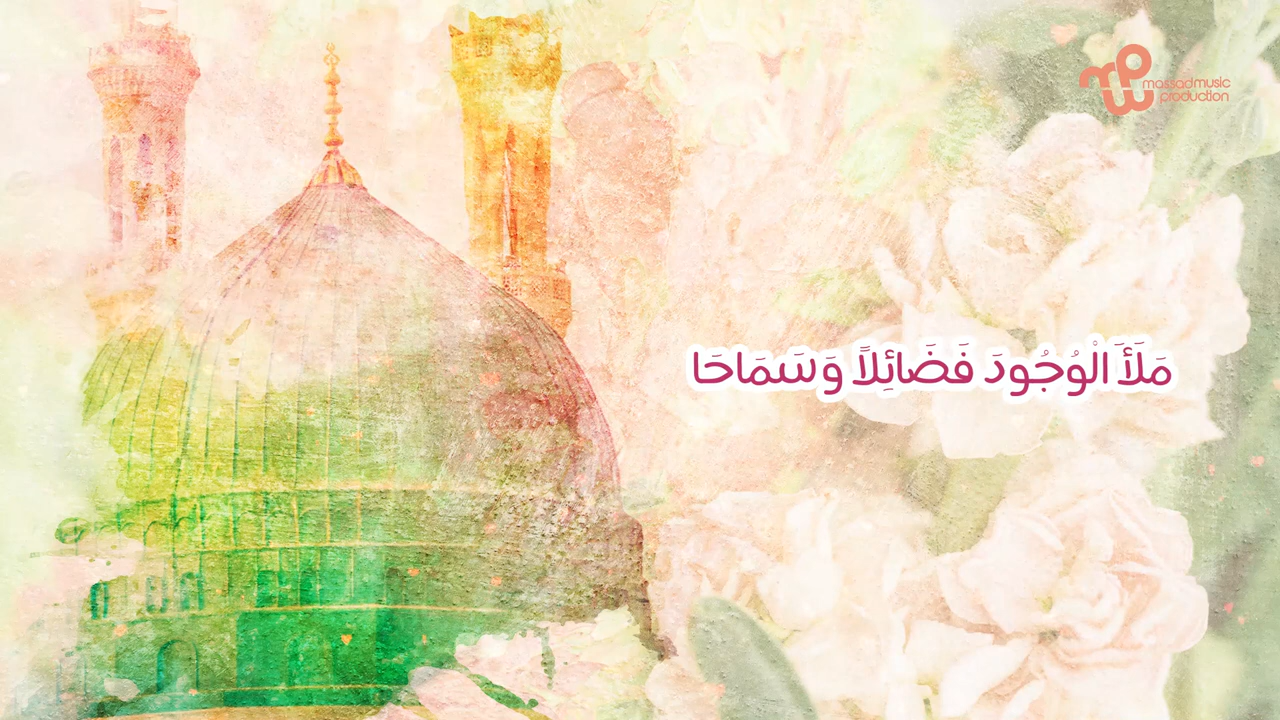 massadmusic
production
مَلَأَ الْوُجُودَ فَضَائِلاً وَسَمَاحَا